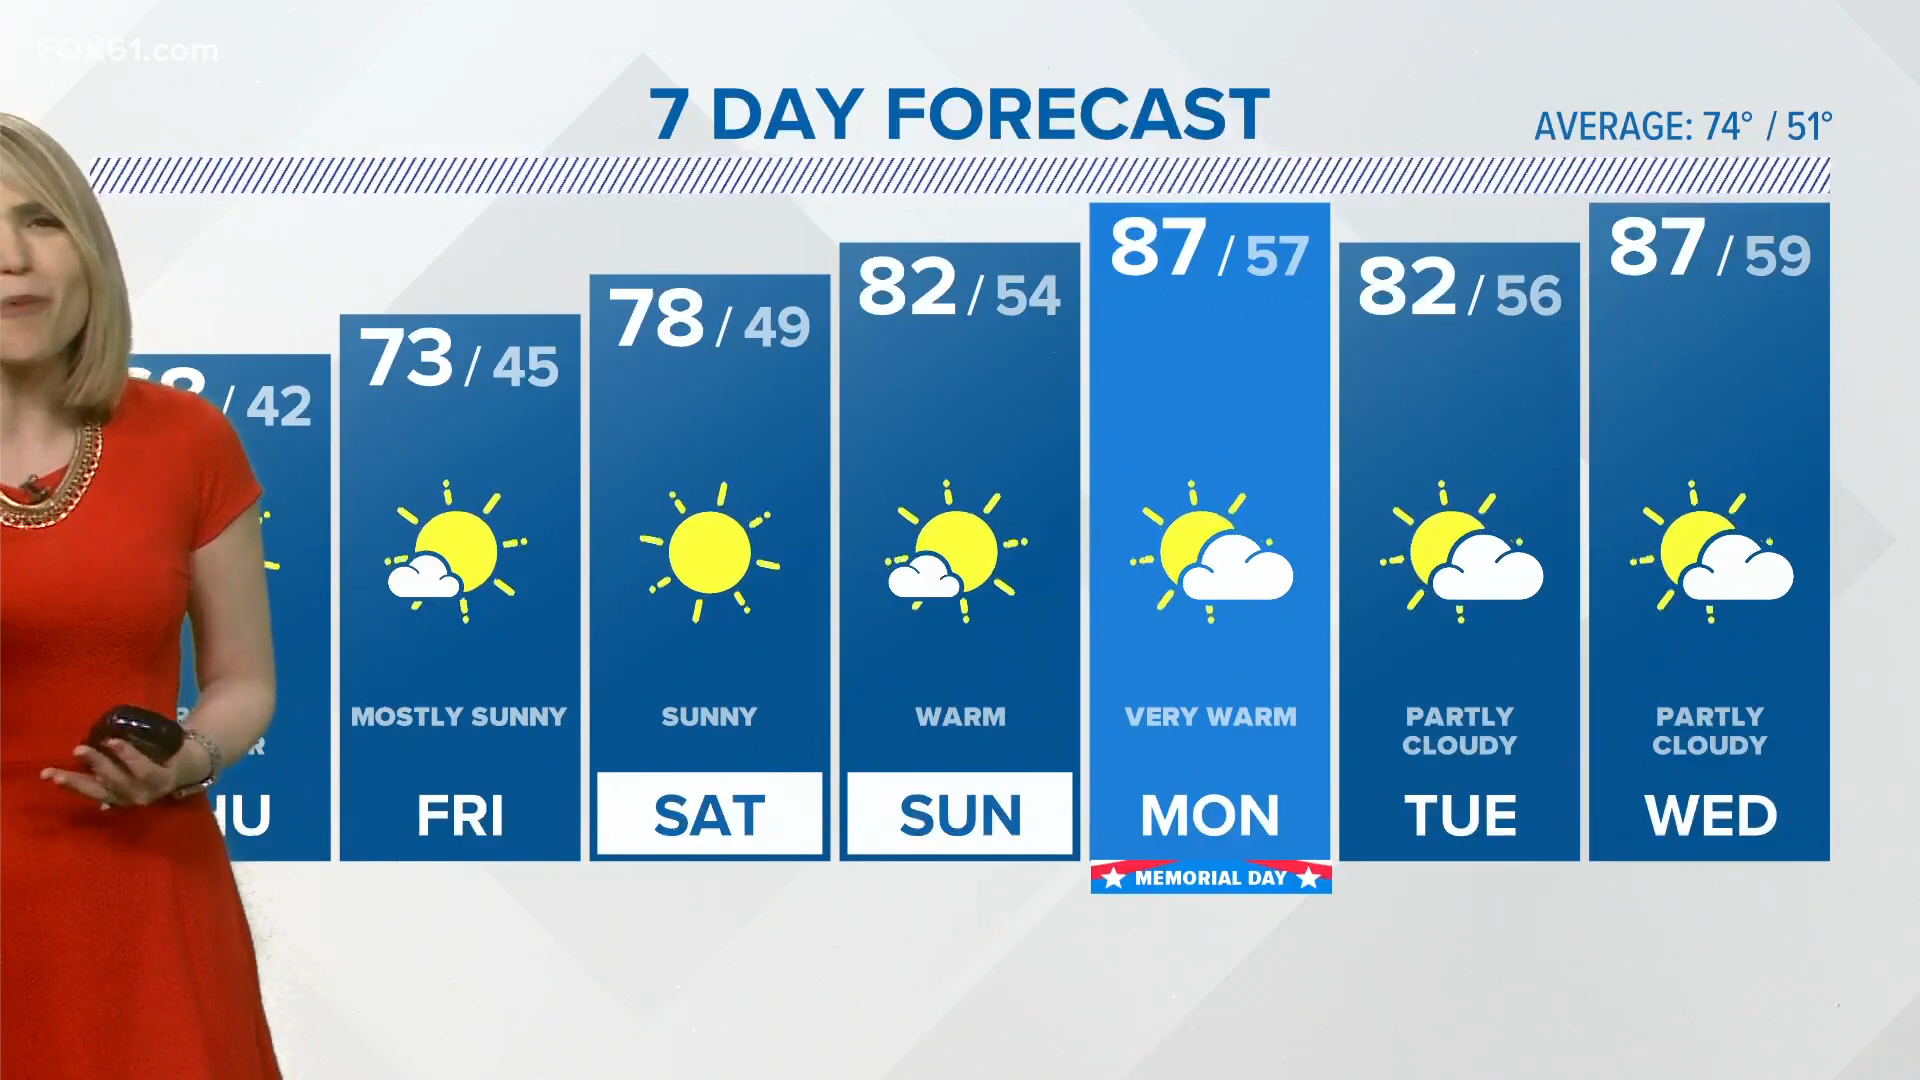 FOX61.com
7 DAY FORECAST
AVERAGE: 74° / 51°
/ 42
73 / 45
78 / 49
82 / 54
87 / 57
82 / 56
87 / 59
MOSTLY SUNNY
SUNNY
WARM
VERY WARM
PARTLY
CLOUDY
PARTLY
CLOUDY
FRI
SAT
SUN
MON
TUE
WED
MEMORIAL DAY